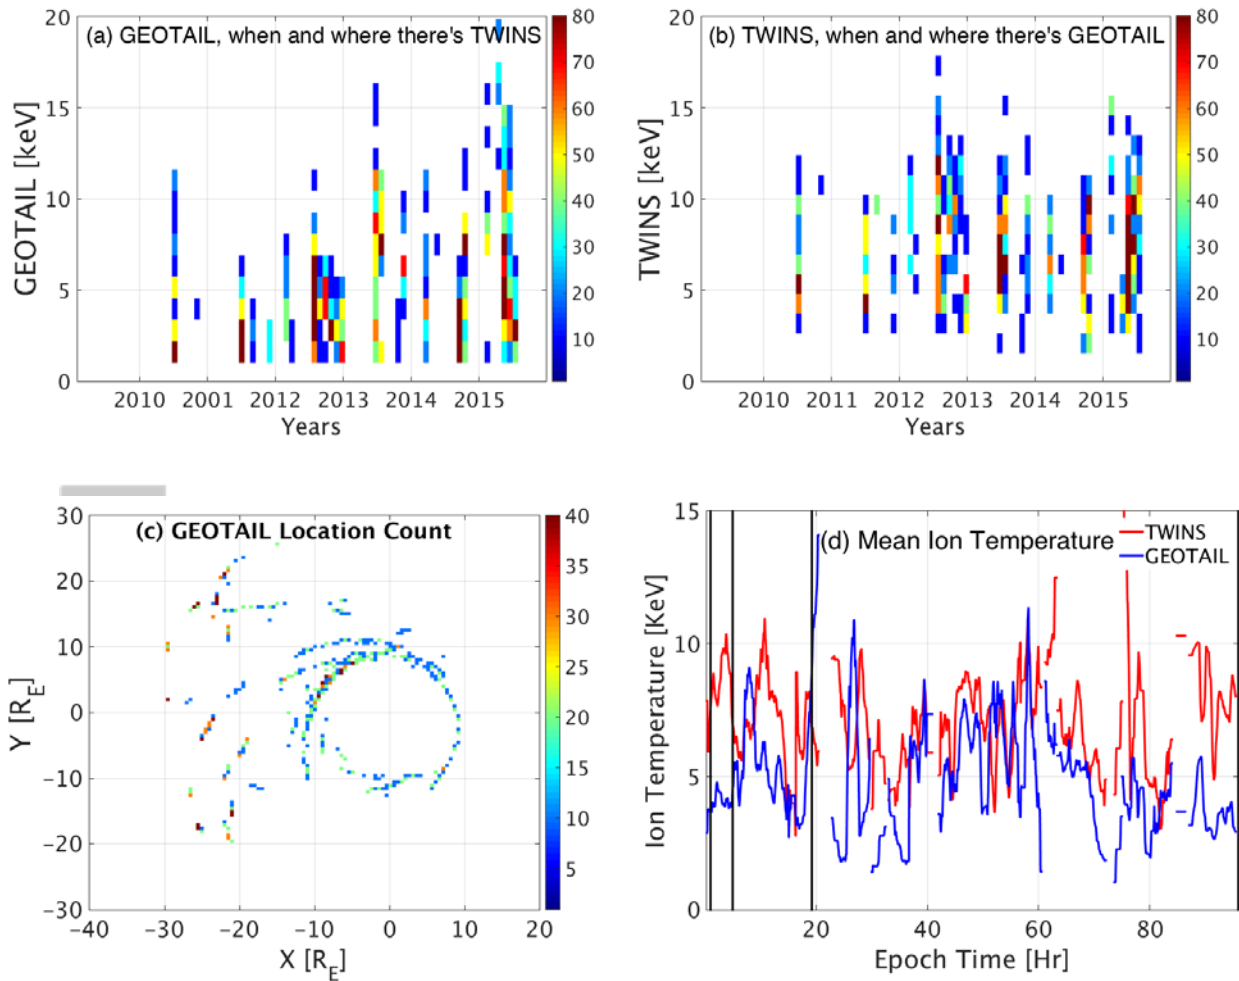 (a) GEOTAIL, when and where there's TWINS
GEOTAIL [keV]
20
15
10
5
0
2010 2001 2012 2013 2014 2015
Years
80
70
60
50
40
30
20
10
(b) TWINS, when and where there's GEOTAIL
TWINS [keV]
20
15
10
5
0
2010 2011 2012 2013 2014 2015
Years
80
70
60
50
40
30
20
10
(c) GEOTAIL Location Count
Y [R_E]
30
20
10
0
−10
−20
−30
−40 −30 −20 −10 0 10 20
X [R_E]
40
35
30
25
20
15
10
5
(d) Mean Ion Temperature
TWINS
GEOTAIL
Ion Temperature [KeV]
15
10
5
0
20 40 60 80
Epoch Time [Hr]